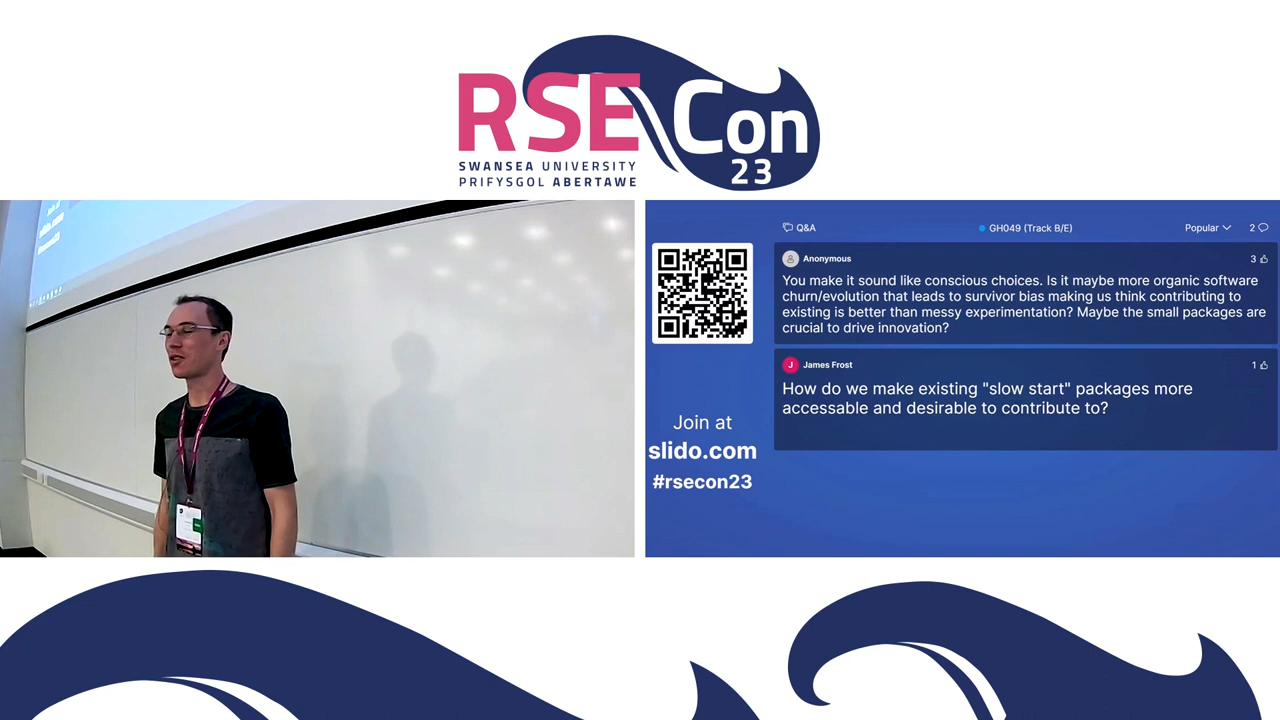 RSE Con
23
SWANSEA UNIVERSITY
PRIFYSGOL ABERTAWE
Join at
slido.com
Q&A
GH049 (Track B/E)
Popular
2
Anonymous
3
You make it sound like conscious choices. Is it maybe more organic software
churn/evolution that leads to survivor bias making us think contributing to
existing is better than messy experimentation? Maybe the small packages are
crucial to drive innovation?
J
James Frost
1
How do we make existing "slow start" packages more
accessable and desirable to contribute to?
Join at
slido.com
#rsecon23